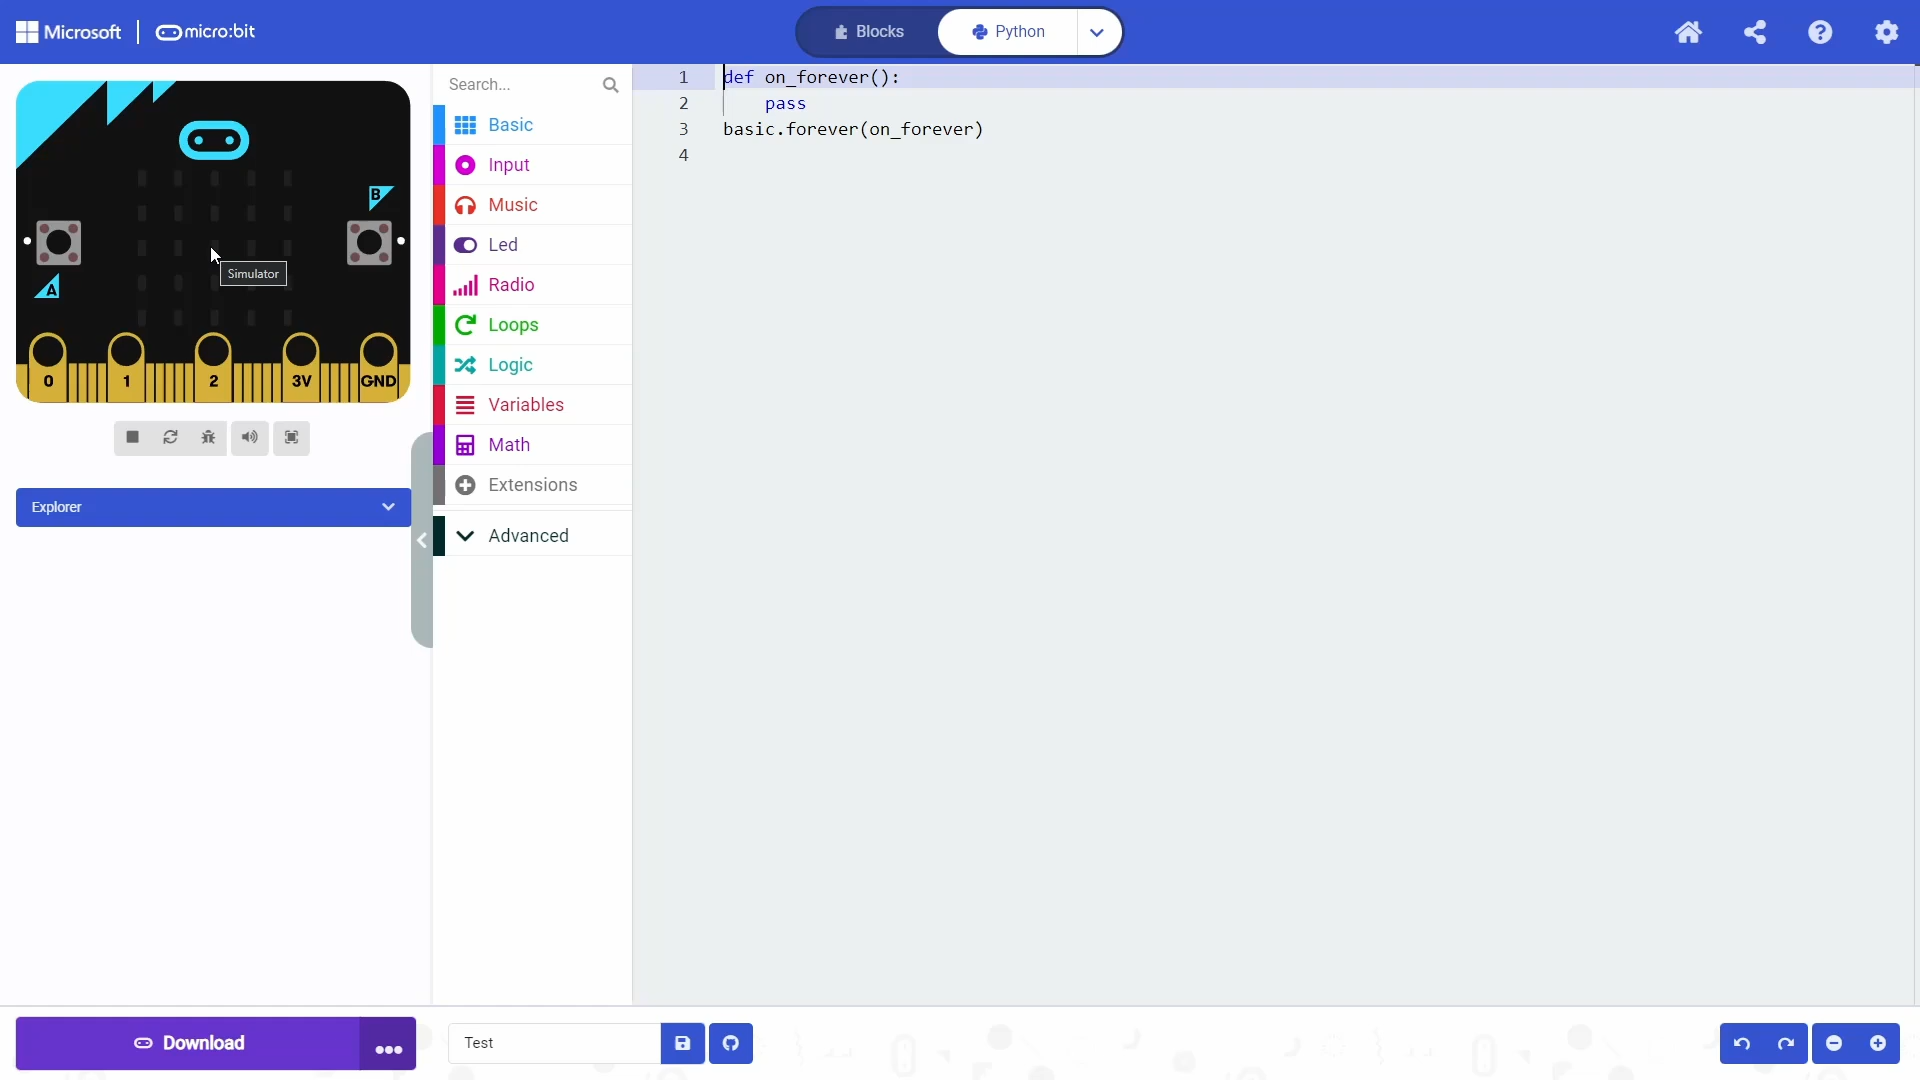 Microsoft
micro:bit
Blocks
Python
B
A
Simulator
0
1
2
3V
GND
Explorer
Search...
Basic
Input
Music
Led
Radio
Loops
Logic
Variables
Math
Extensions
Advanced
1 def on_forever():
2 pass
3 basic.forever(on_forever)
4
Download
Test